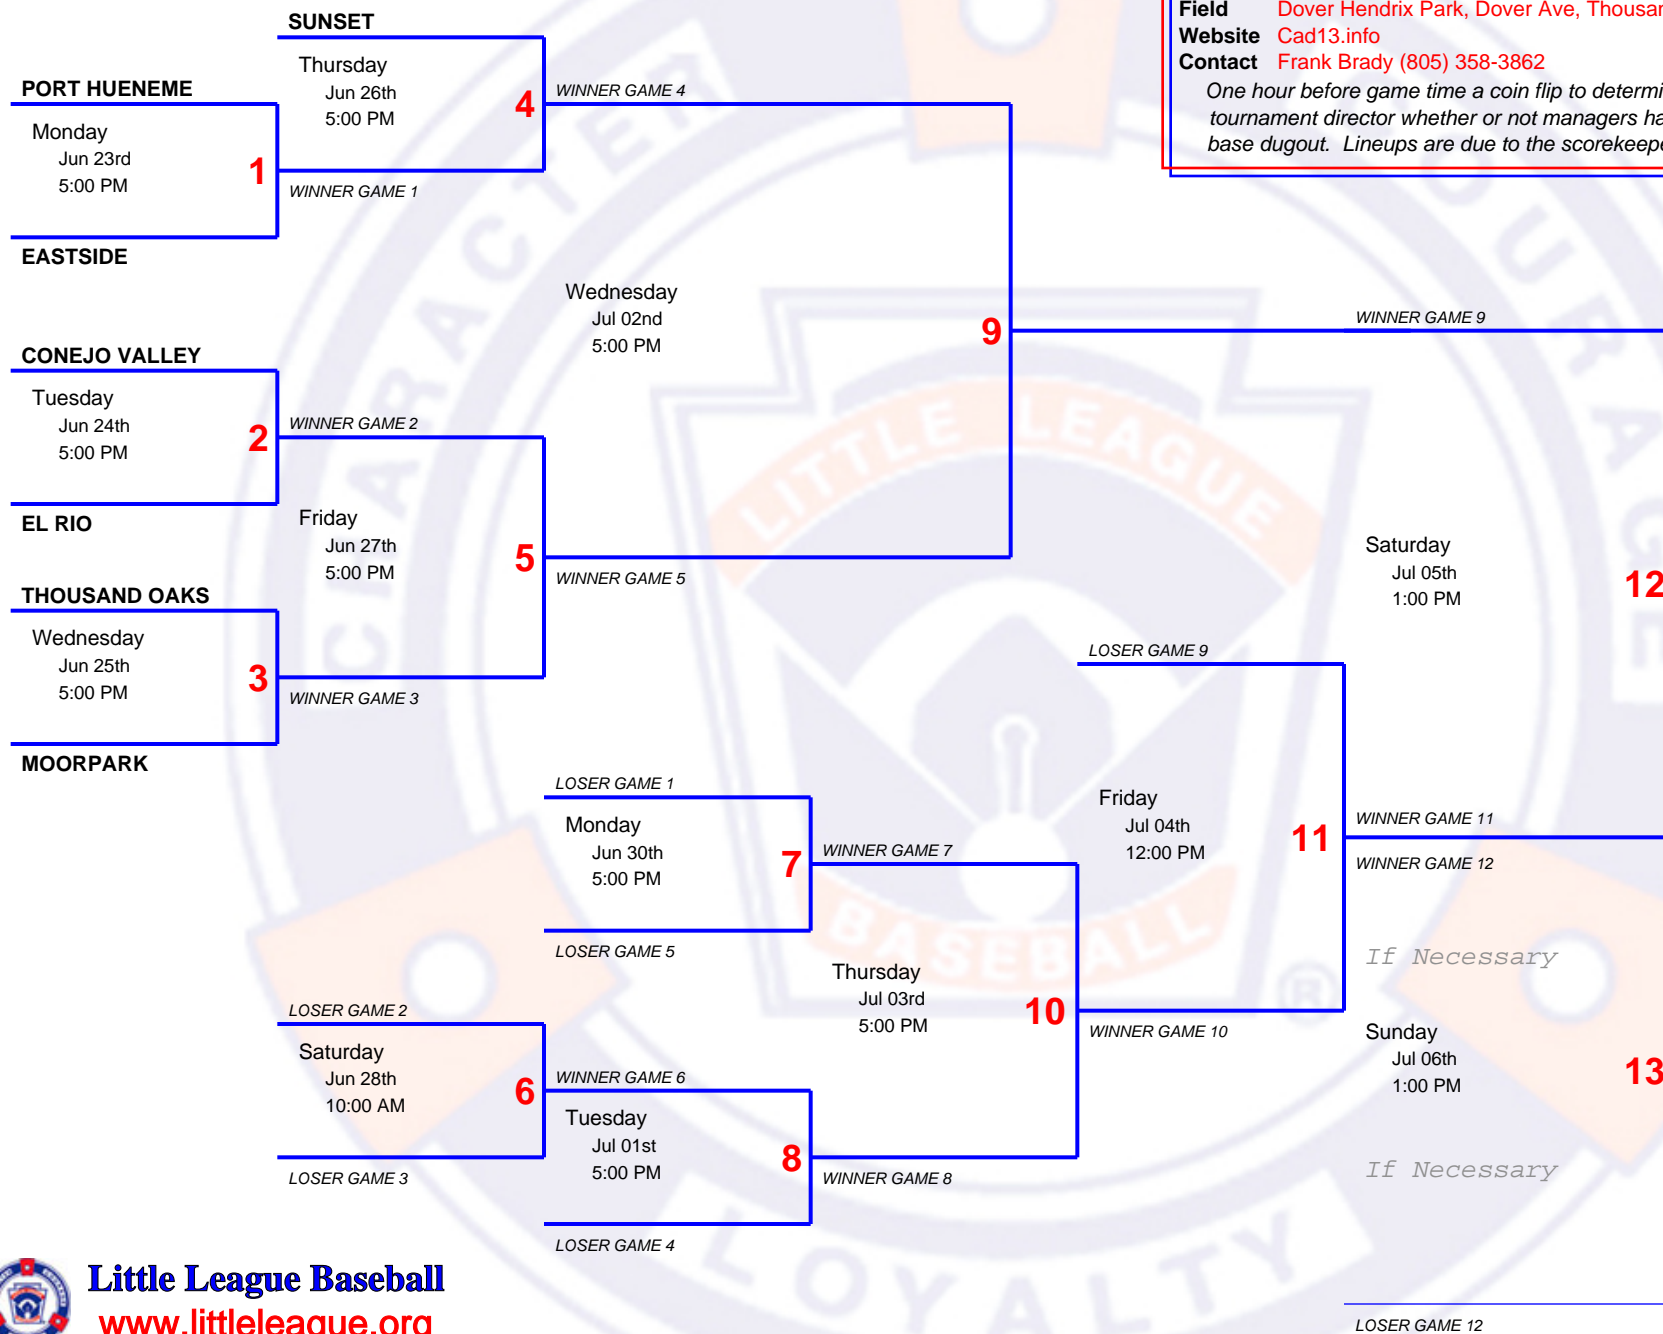 SUNSET
Thursday
Jun 26th
5:00 PM
4
WINNER GAME 4
PORT HUENEME
Monday
Jun 23rd
5:00 PM
1
WINNER GAME 1
EASTSIDE
Field Dover Hendrix Park, Dover Ave,
Website Cad13.info
Contact Frank Brady (805) 358-3862
One hour before game time a coin flip to
tournament director whether or not managers
base dugout. Lineups are due to the
Wednesday
Jul 02nd
5:00 PM
9
WINNER GAME 9
CONEJO VALLEY
Tuesday
Jun 24th
5:00 PM
2
WINNER GAME 2
EL RIO
Friday
Jun 27th
5:00 PM
5
WINNER GAME 5
THOUSAND OAKS
Wednesday
Jun 25th
5:00 PM
3
WINNER GAME 3
MOORPARK
Saturday
Jul 05th
1:00 PM
12
LOSER GAME 9
Friday
Jul 04th
12:00 PM
11
WINNER GAME 11
WINNER GAME 12
LOSER GAME 1
Monday
Jun 30th
5:00 PM
7
WINNER GAME 7
LOSER GAME 5
Thursday
Jul 03rd
5:00 PM
10
WINNER GAME 10
If Necessary
Sunday
Jul 06th
1:00 PM
13
If Necessary
LOSER GAME 2
Saturday
Jun 28th
10:00 AM
6
WINNER GAME 6
LOSER GAME 3
Tuesday
Jul 01st
5:00 PM
8
WINNER GAME 8
LOSER GAME 4
LOSER GAME 12
CHARACTER
COURAGE
LOYALTY
LITTLE LEAGUE
BASEBALL
®
Little League Baseball
www.littleleague.org